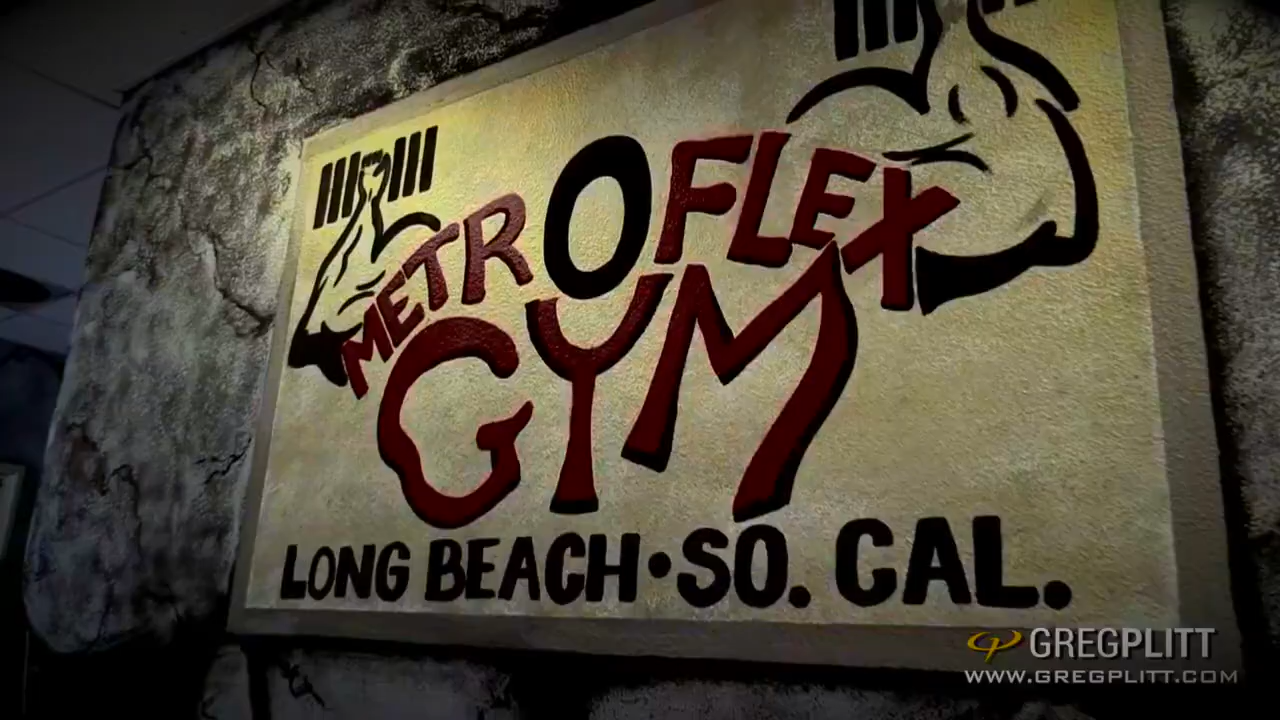 METROFLEX
GYM
LONG BEACH • SO. CAL.
GREGPLITT
WWW.GREGPLITT.COM